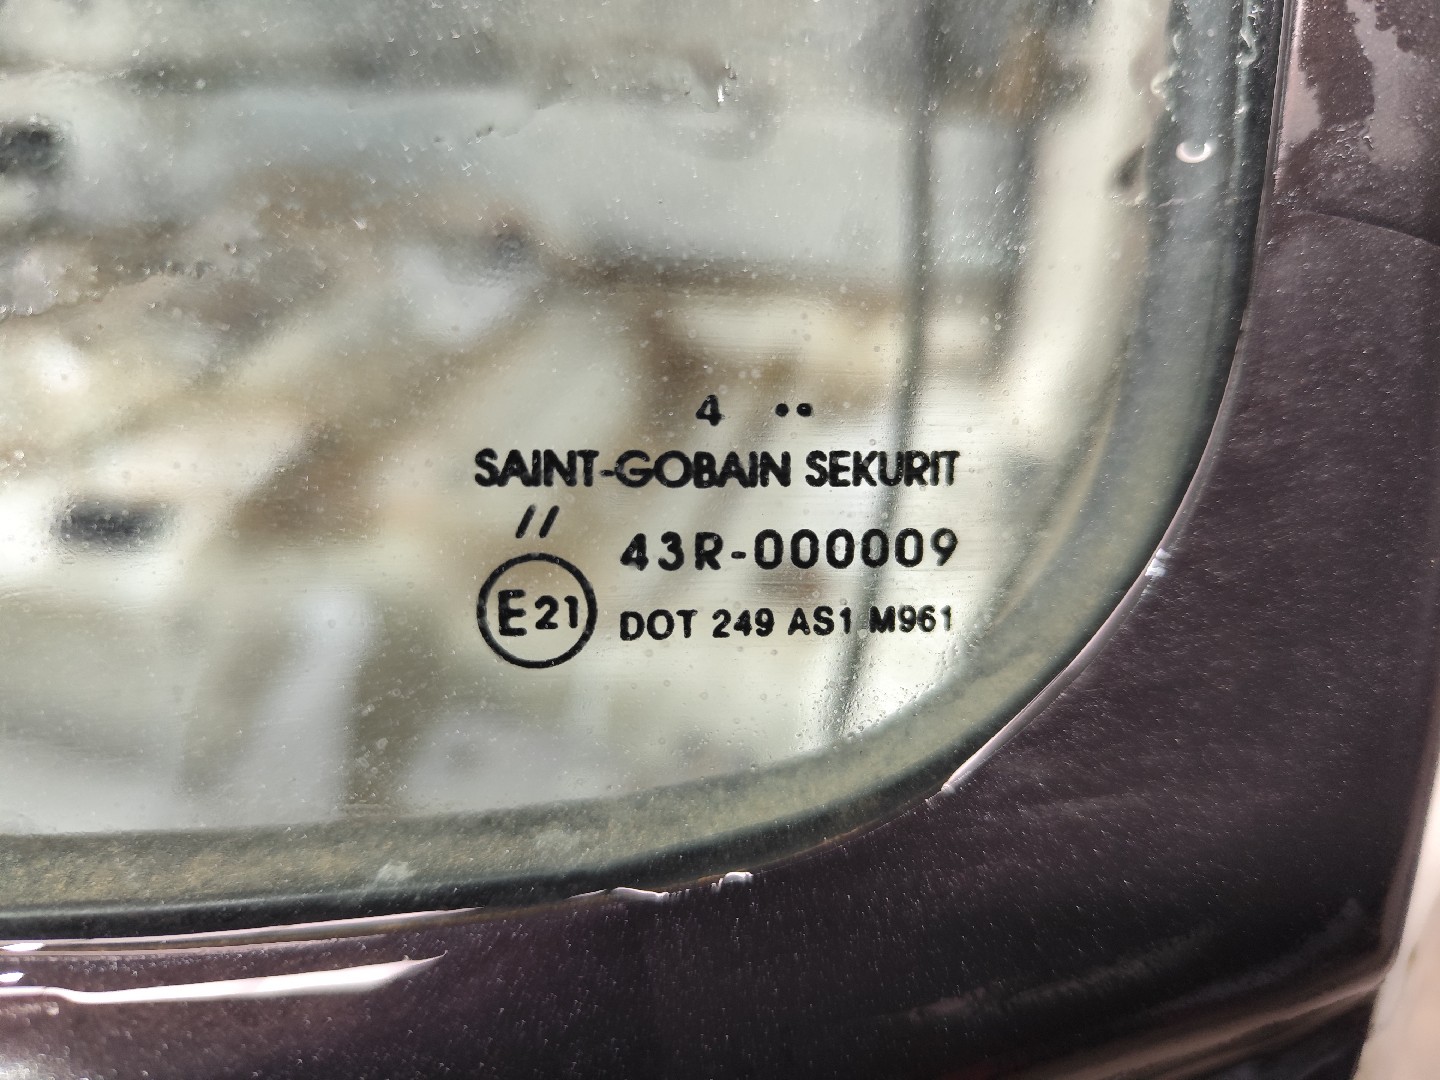 4 ••
SAINT-GOBAIN SEKURIT
//
43R-000009
E21
DOT 249 AS1 M961